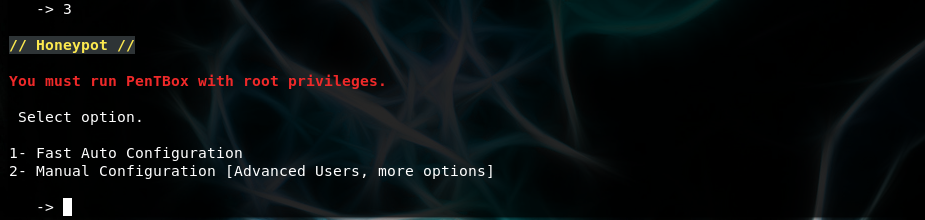 -> 3
// Honeypot //
You must run PenTBox with root privileges.
Select option.
1- Fast Auto Configuration
2- Manual Configuration [Advanced Users, more options]
->